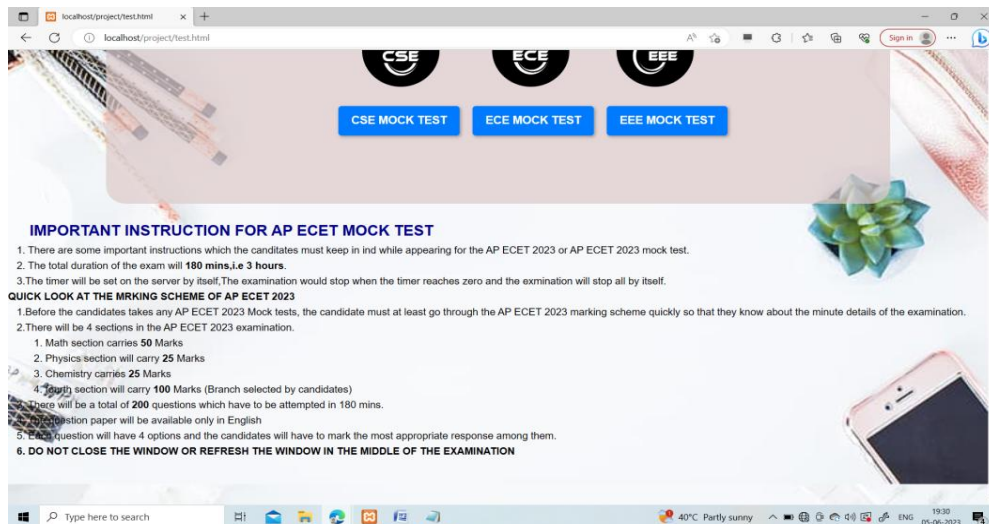 localhost/project/test.html
localhost/project/test.html
Sign in
CSE ECE EEE
CSE MOCK TEST ECE MOCK TEST EEE MOCK TEST
IMPORTANT INSTRUCTION FOR AP ECET MOCK TEST
1. There are some important instructions which the canditates must keep in ind while appearing for the AP ECET 2023 or AP ECET 2023 mock test.
2. The total duration of the exam will 180 mins,i.e 3 hours.
3.The timer will be set on the server by itself,The examination would stop when the timer reaches zero and the exmination will stop all by itself.
QUICK LOOK AT THE MRKING SCHEME OF AP ECET 2023
1.Before the candidates takes any AP ECET 2023 Mock tests, the candidate must at least go through the AP ECET 2023 marking scheme quickly so that they know about the minute details of the examination.
2.There will be 4 sections in the AP ECET 2023 examination.
1. Math section carries 50 Marks
2. Physics section will carry 25 Marks
3. Chemistry carries 25 Marks
4. fourth section will carry 100 Marks (Branch selected by candidates)
There will be a total of 200 questions which have to be attempted in 180 mins.
question paper will be available only in English
5. Each question will have 4 options and the candidates will have to mark the most appropriate response among them.
6. DO NOT CLOSE THE WINDOW OR REFRESH THE WINDOW IN THE MIDDLE OF THE EXAMINATION
Type here to search
40°C Partly sunny
ENG
19:30
05-06-2023